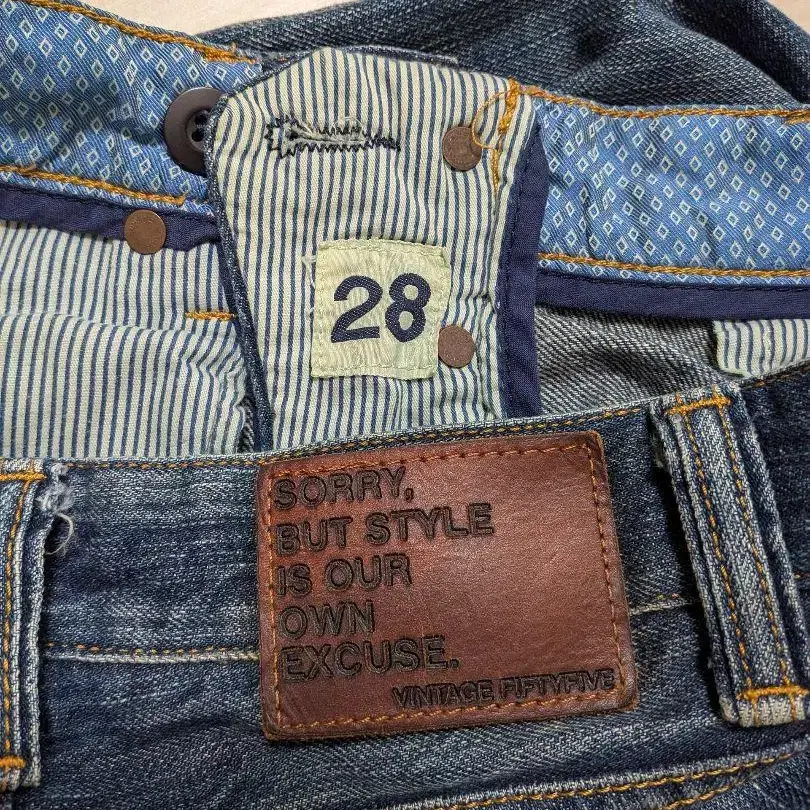 28
SORRY,
BUT STYLE
IS OUR
OWN
EXCUSE.
VINTAGE FIFTYFIVE